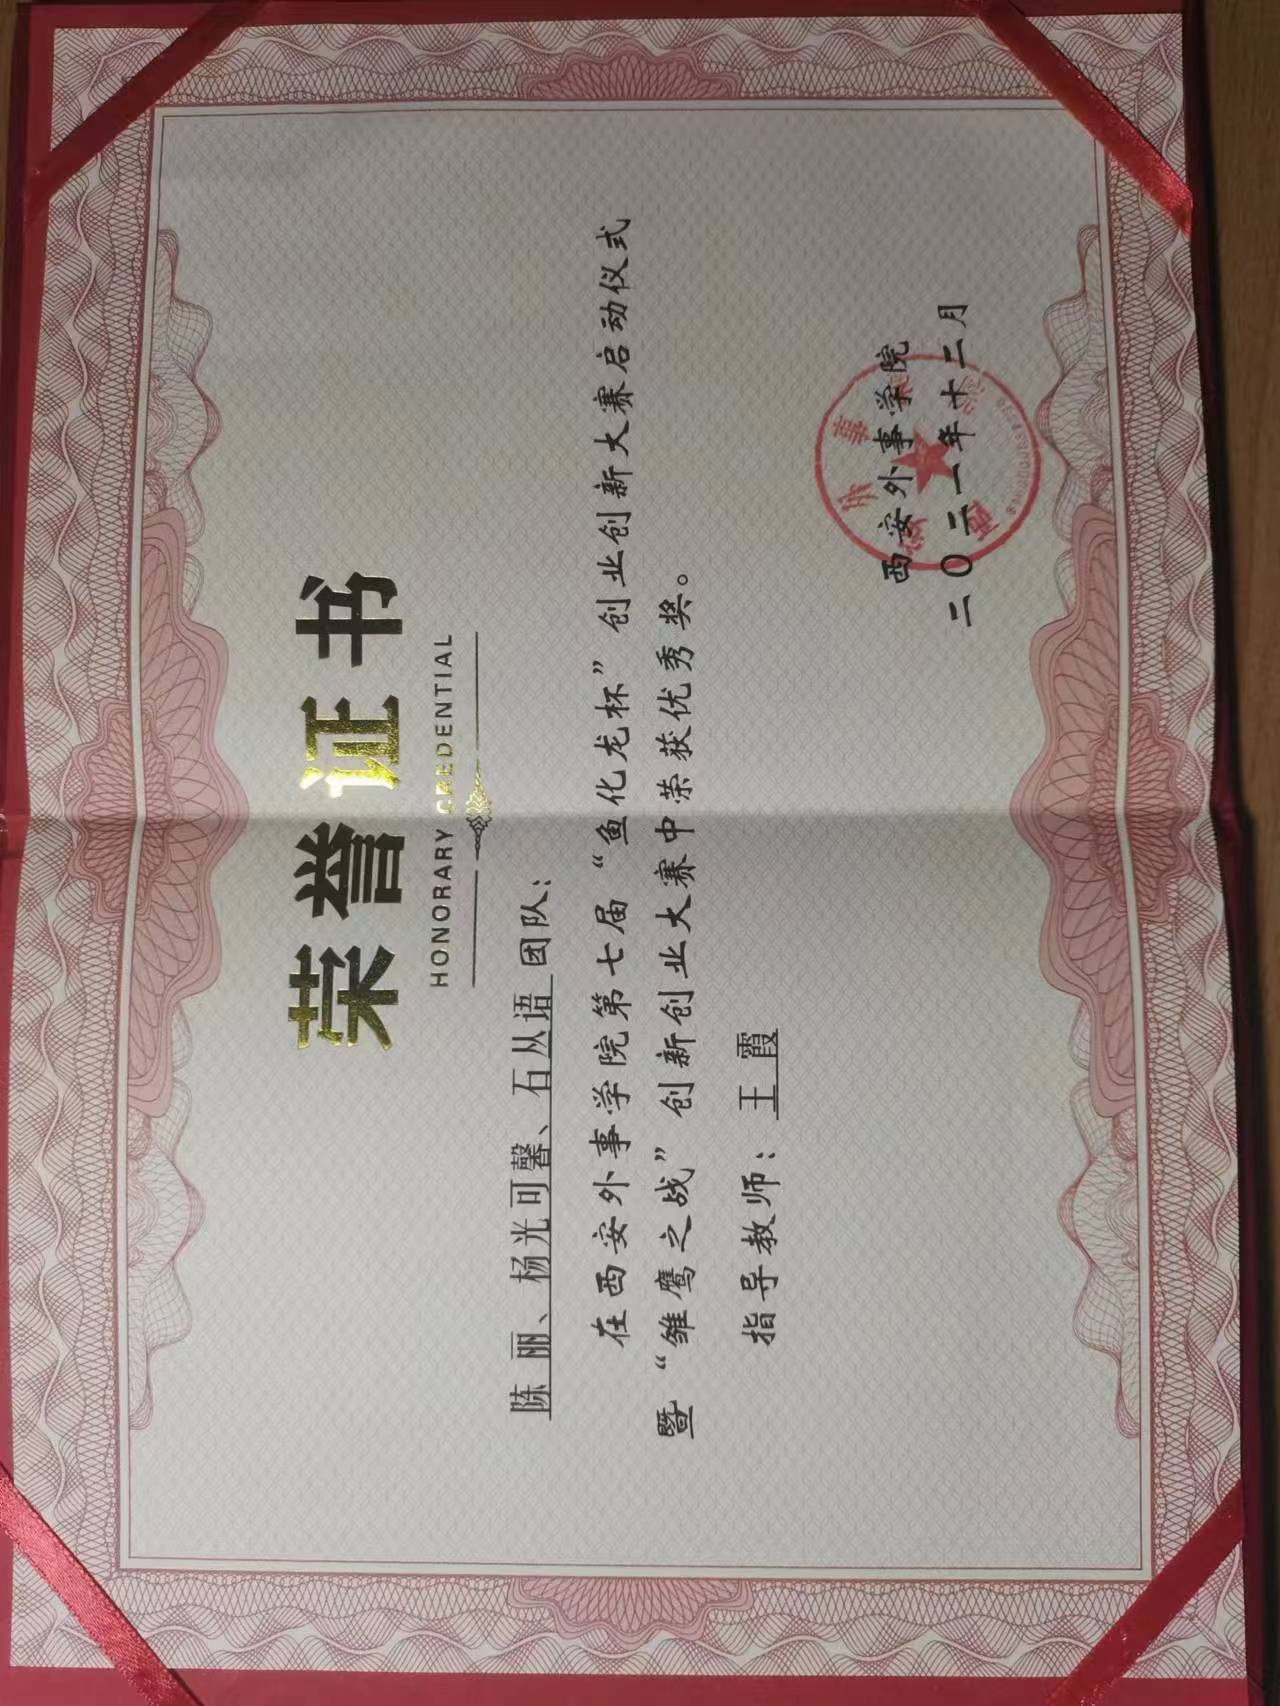 荣誉证书
HONORARY CREDENTIAL
陈丽、杨光可馨、石丛语 团队：
在西安外事学院第七届“鱼化龙杯”创业创新大赛启动仪式
暨“雏鹰之战”创新创业大赛中荣获优秀奖。
指导教师：王霞
西安外事学院
二〇二一年十二月